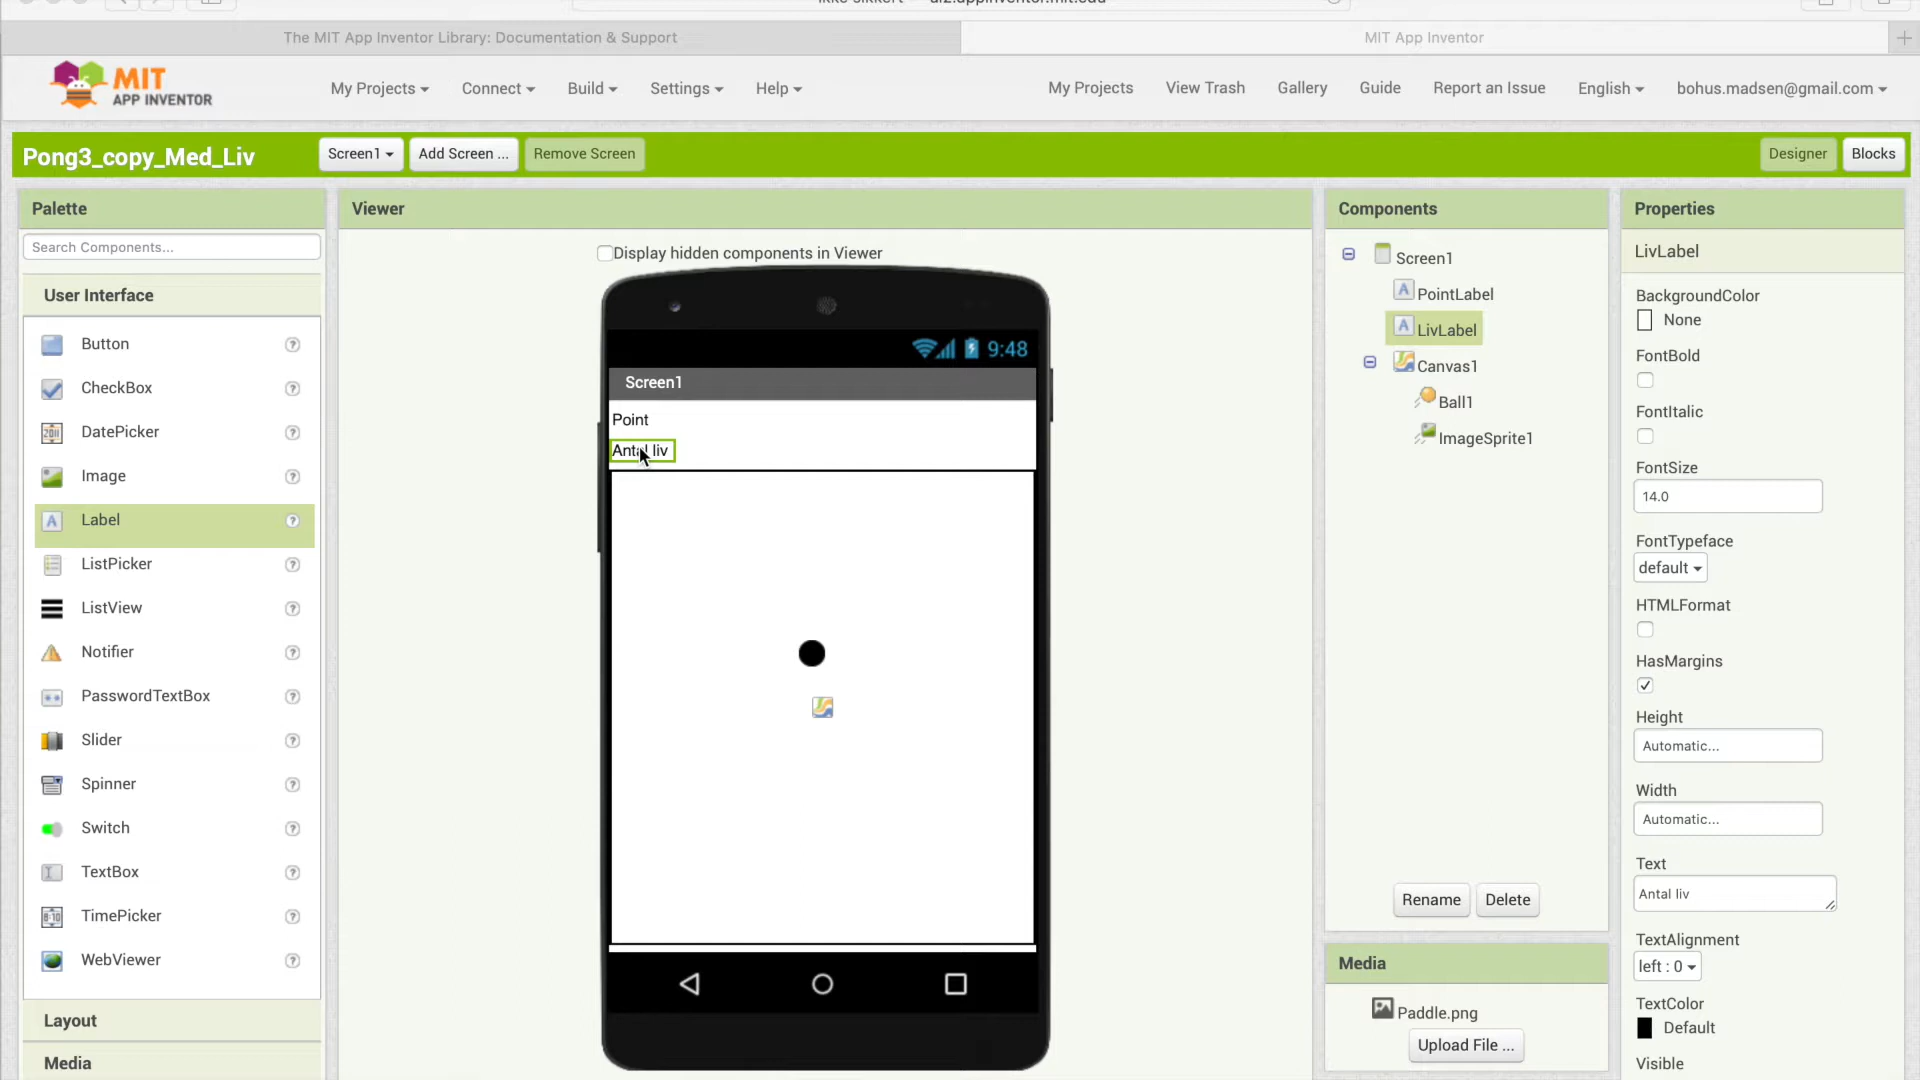 The MIT App Inventor Library: Documentation & Support
MIT App Inventor
MIT
APP INVENTOR
My Projects
Connect
Build
Settings
Help
My Projects
View Trash
Gallery
Guide
Report an Issue
English
bohus.madsen@gmail.com
Pong3_copy_Med_Liv
Screen1
Add Screen ...
Remove Screen
Designer
Blocks
Palette
Search Components...
User Interface
Button
CheckBox
DatePicker
Image
Label
ListPicker
ListView
Notifier
PasswordTextBox
Slider
Spinner
Switch
TextBox
TimePicker
WebViewer
Layout
Media
Viewer
Display hidden components in Viewer
9:48
Screen1
Point
Antal liv
Components
Screen1
PointLabel
LivLabel
Canvas1
Ball1
ImageSprite1
Rename
Delete
Media
Paddle.png
Upload File ...
Properties
LivLabel
BackgroundColor
None
FontBold
FontItalic
FontSize
14.0
FontTypeface
default
HTMLFormat
HasMargins
Height
Automatic...
Width
Automatic...
Text
Antal liv
TextAlignment
left : 0
TextColor
Default
Visible